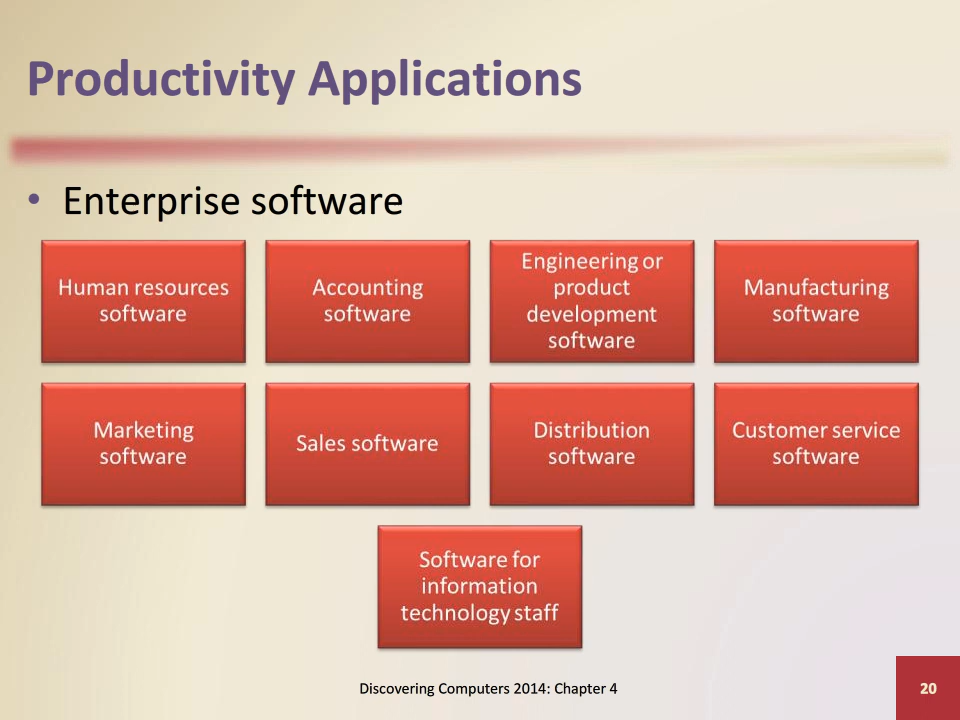 Productivity Applications
• Enterprise software
Human resources
software
Accounting
software
Engineering or
product
development
software
Manufacturing
software
Marketing
software
Sales software
Distribution
software
Customer service
software
Software for
information
technology staff
Discovering Computers 2014: Chapter 4
20